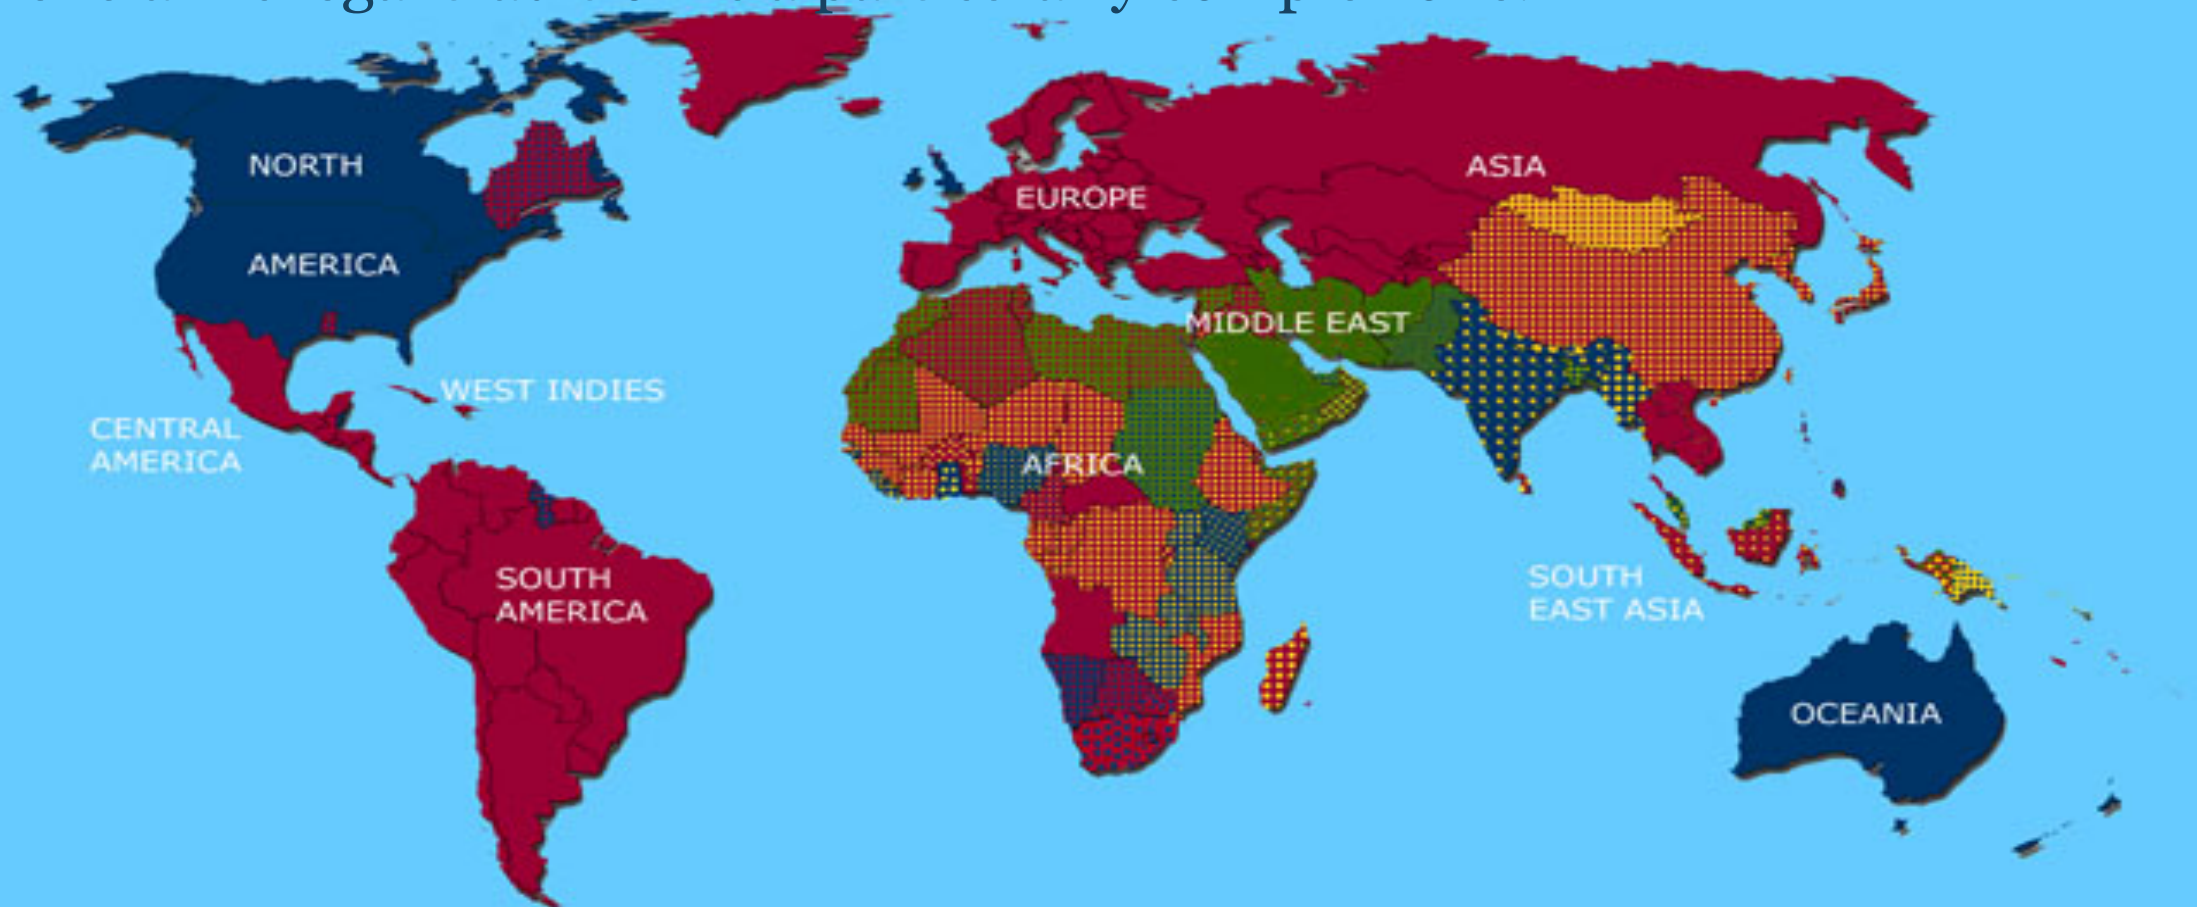 NORTH
AMERICA
WEST INDIES
CENTRAL
AMERICA
SOUTH
AMERICA
EUROPE
ASIA
MIDDLE EAST
AFRICA
SOUTH
EAST ASIA
OCEANIA